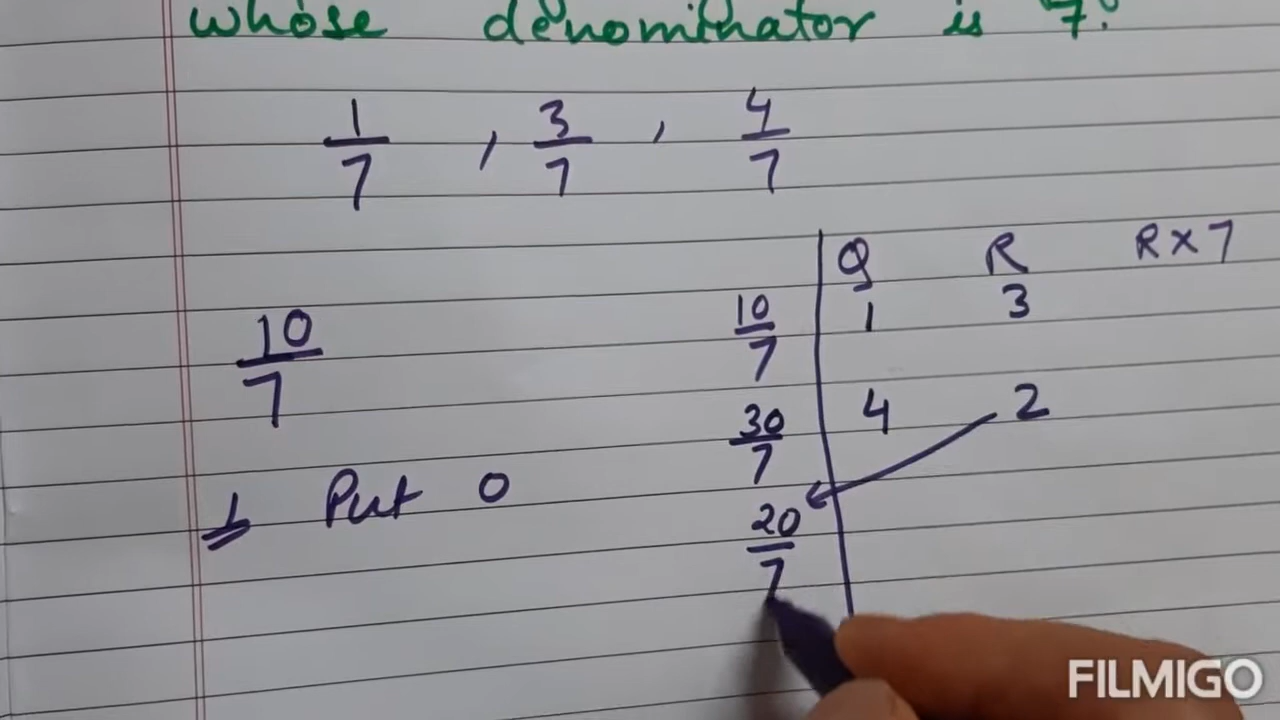 whose denominator is 7.
1/7 , 3/7 , 4/7
Q R R×7
10/7 10/7 1 3
30/7 4 2
1 Put 0
20/7
FILMIGO